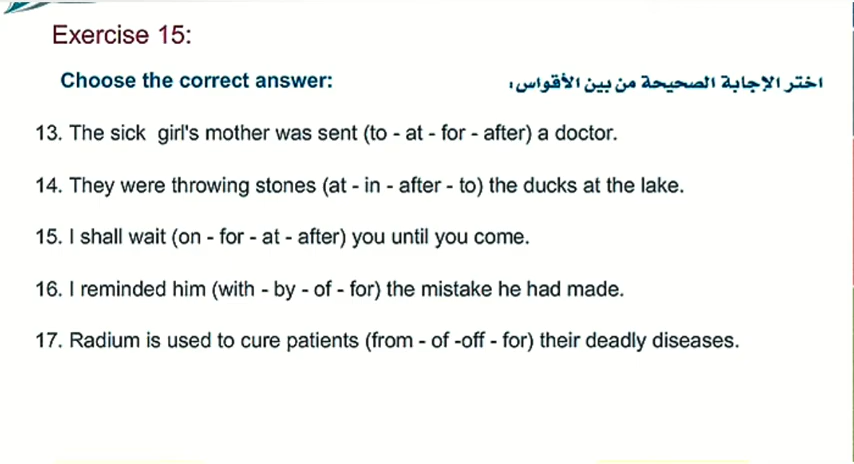 Exercise 15:
Choose the correct answer: اختر الإجابة الصحيحة من بين الأقواس:
13. The sick girl's mother was sent (to - at - for - after) a doctor.
14. They were throwing stones (at - in - after - to) the ducks at the lake.
15. I shall wait (on - for - at - after) you until you come.
16. I reminded him (with - by - of - for) the mistake he had made.
17. Radium is used to cure patients (from - of -off - for) their deadly diseases.